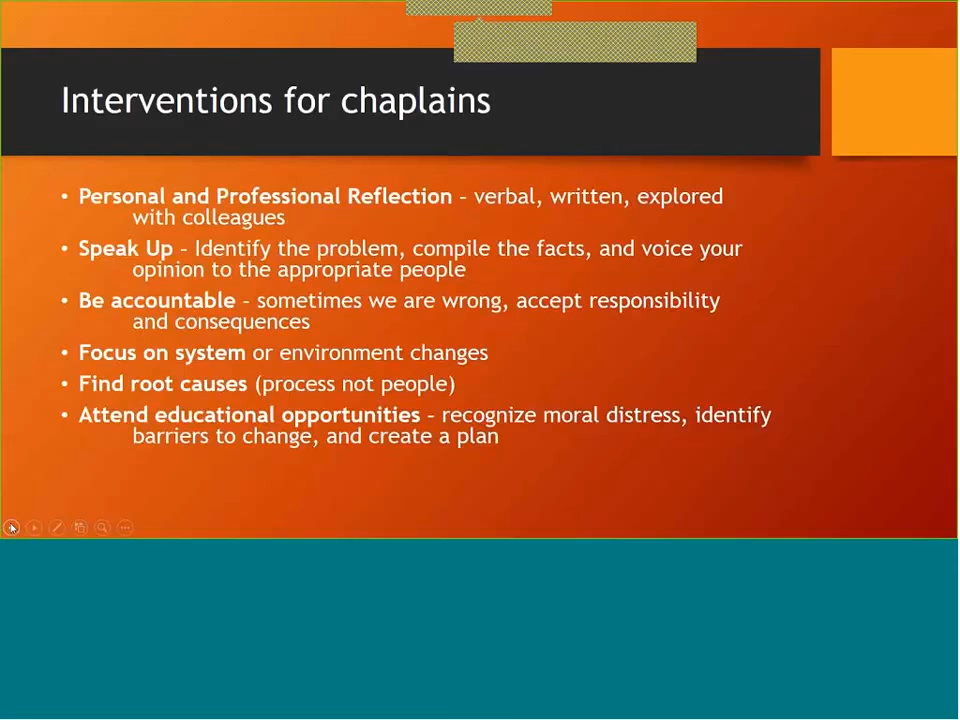 Interventions for chaplains
• Personal and Professional Reflection – verbal, written, explored
with colleagues
• Speak Up – Identify the problem, compile the facts, and voice your
opinion to the appropriate people
• Be accountable - sometimes we are wrong, accept responsibility
and consequences
• Focus on system or environment changes
• Find root causes (process not people)
• Attend educational opportunities – recognize moral distress, identify
barriers to change, and create a plan